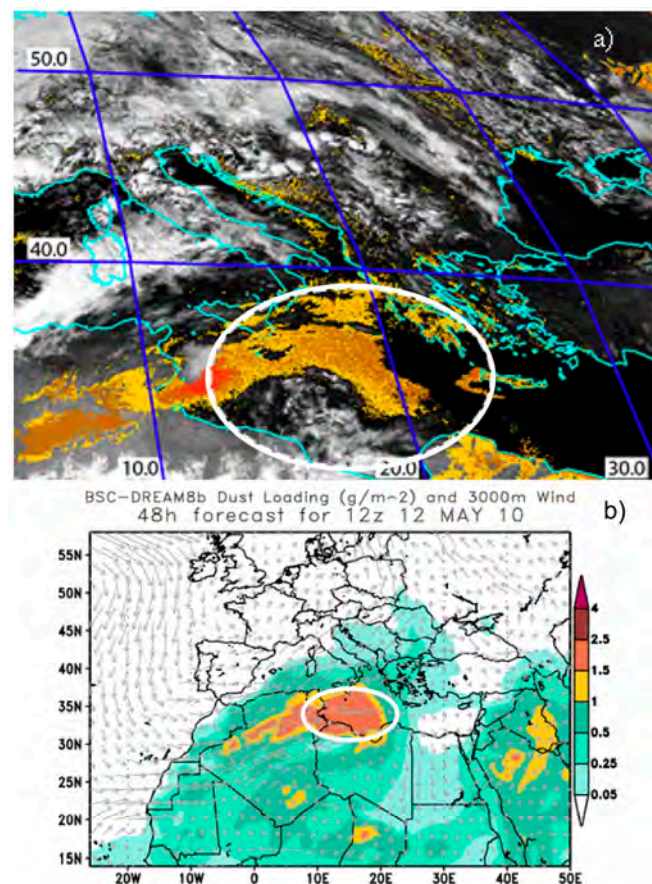 a)
50.0
40.0
10.0
20.0
30.0
BSC-DREAM8b Dust Loading (g/m^2) and 3000m Wind
48h forecast for 12z 12 MAY 10
b)
55N
50N
45N
40N
35N
30N
25N
20N
15N
4
2.5
1.5
1
0.5
0.25
0.05
20W
10W
0
10E
20E
30E
40E
50E